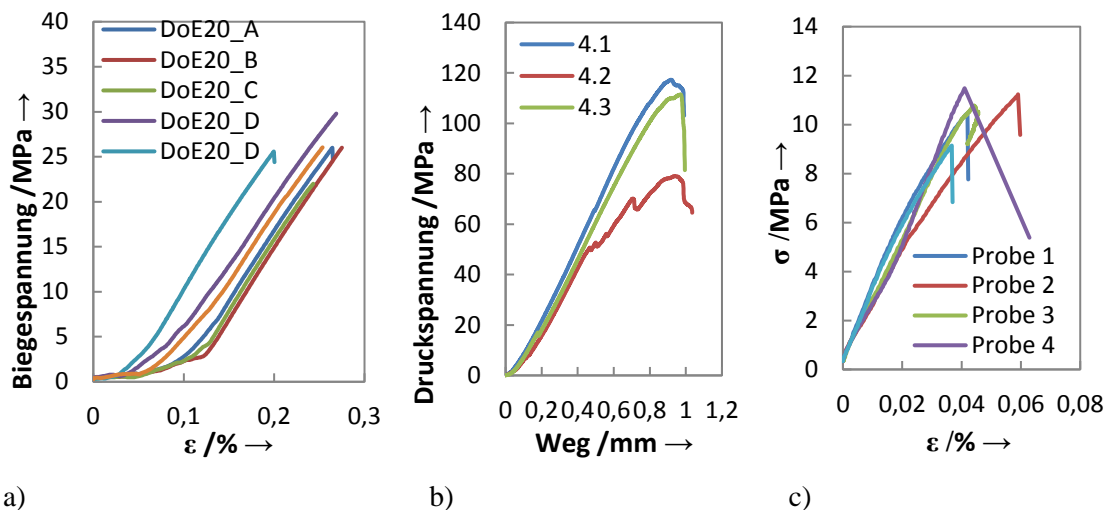 Biegespannung /MPa →
40
35
30
25
20
15
10
5
0
0
0,1
0,2
0,3
ε /% →
DoE20_A
DoE20_B
DoE20_C
DoE20_D
DoE20_D
a)
Druckspannung /MPa →
140
120
100
80
60
40
20
0
0
0,2
0,4
0,6
0,8
1
1,2
Weg /mm →
4.1
4.2
4.3
b)
σ /MPa →
14
12
10
8
6
4
2
0
0
0,02
0,04
0,06
0,08
ε /% →
Probe 1
Probe 2
Probe 3
Probe 4
c)